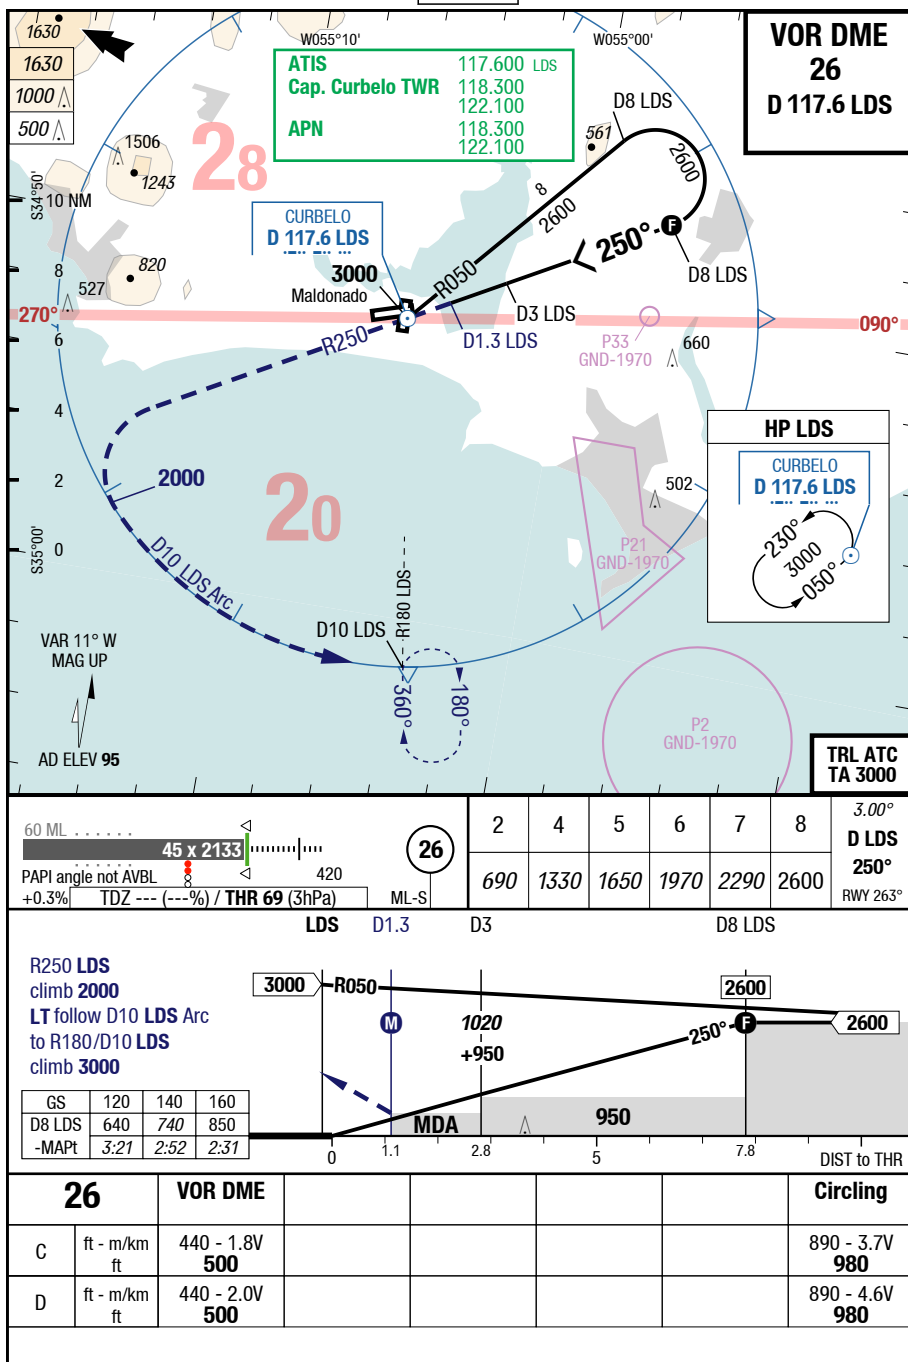 1630
1630
1000
500
W055°10'
W055°00'
VOR DME
26
D 117.6 LDS
ATIS 117.600 LDS
Cap. Curbelo TWR 118.300
122.100
APN 118.300
122.100
D8 LDS
561
2600
1506
1243
28
S34°50'
10 NM
8
2600
CURBELO
D 117.6 LDS
250°
F
D8 LDS
R050
820
8
527
3000
Maldonado
D3 LDS
270°
090°
6
R250
D1.3 LDS
P33
GND-1970
660
4
HP LDS
CURBELO
D 117.6 LDS
230°
3000
050°
2
2000
20
502
S35°00'
0
D10 LDS Arc
R180 LDS
P21
GND-1970
D10 LDS
VAR 11° W
MAG UP
360°
180°
P2
GND-1970
AD ELEV 95
TRL ATC
TA 3000
60 ML
45 x 2133
PAPI angle not AVBL
420
+0.3%
TDZ --- (---%) / THR 69 (3hPa)
26
ML-S
2 4 5 6 7 8
690 1330 1650 1970 2290 2600
3.00°
D LDS
250°
RWY 263°
LDS D1.3 D3 D8 LDS
R250 LDS
climb 2000
LT follow D10 LDS Arc
to R180/D10 LDS
climb 3000
3000
R050
2600
M
1020
+950
250°
F
2600
MDA
950
0 1.1 2.8 5 7.8 DIST to THR
GS 120 140 160
D8 LDS 640 740 850
-MAPt 3:21 2:52 2:31
26 VOR DME Circling
C ft - m/km 440 - 1.8V 890 - 3.7V
ft 500 980
D ft - m/km 440 - 2.0V 890 - 4.6V
ft 500 980